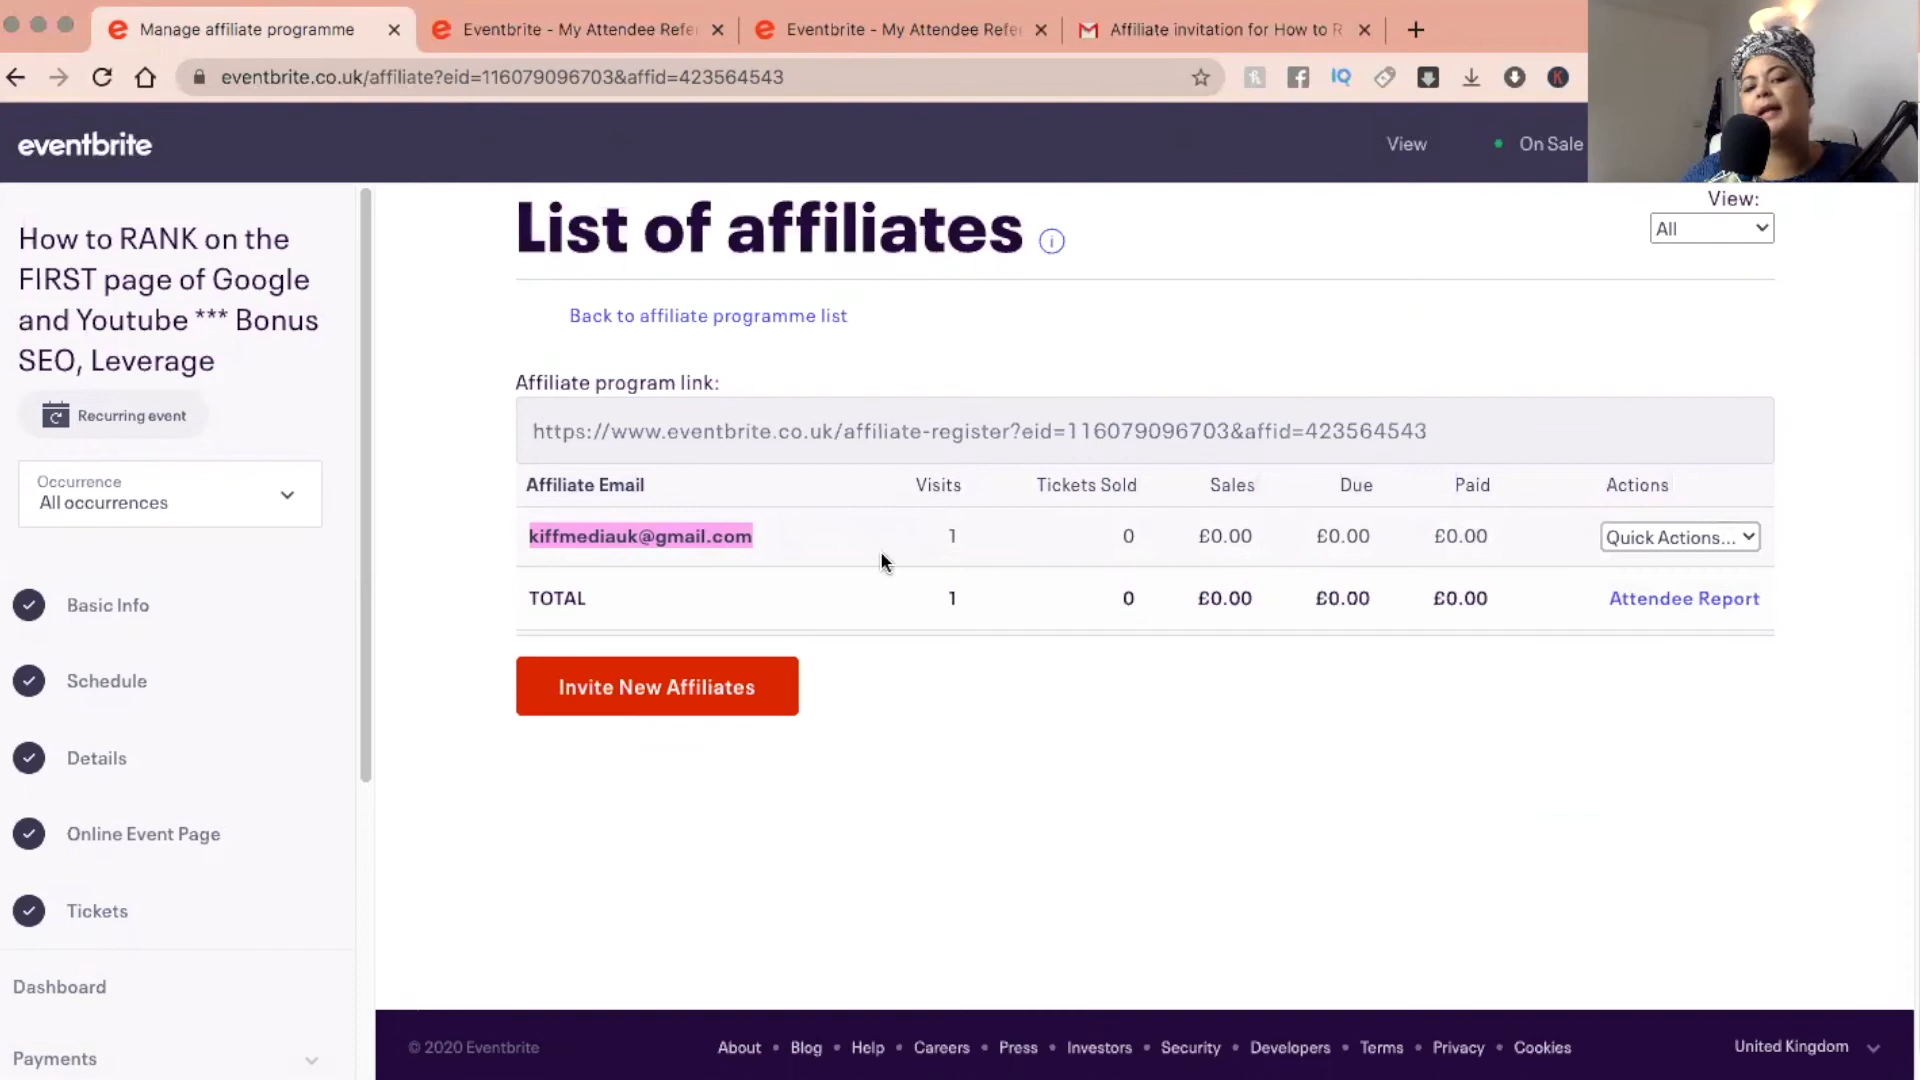 Manage affiliate programme
Eventbrite - My Attendee Refe
Eventbrite - My Attendee Refe
Affiliate invitation for How to R
eventbrite.co.uk/affiliate?eid=116079096703&affid=423564543
IQ
K
eventbrite
View
On Sale
How to RANK on the
FIRST page of Google
and Youtube *** Bonus
SEO, Leverage
Recurring event
Occurrence
All occurrences
Basic Info
Schedule
Details
Online Event Page
Tickets
Dashboard
Payments
List of affiliates
View:
All
Back to affiliate programme list
Affiliate program link:
https://www.eventbrite.co.uk/affiliate-register?eid=116079096703&affid=423564543
Affiliate Email Visits Tickets Sold Sales Due Paid Actions
kiffmediauk@gmail.com 1 0 £0.00 £0.00 £0.00 Quick Actions...
TOTAL 1 0 £0.00 £0.00 £0.00 Attendee Report
Invite New Affiliates
© 2020 Eventbrite About • Blog • Help • Careers • Press • Investors • Security • Developers • Terms • Privacy • Cookies United Kingdom